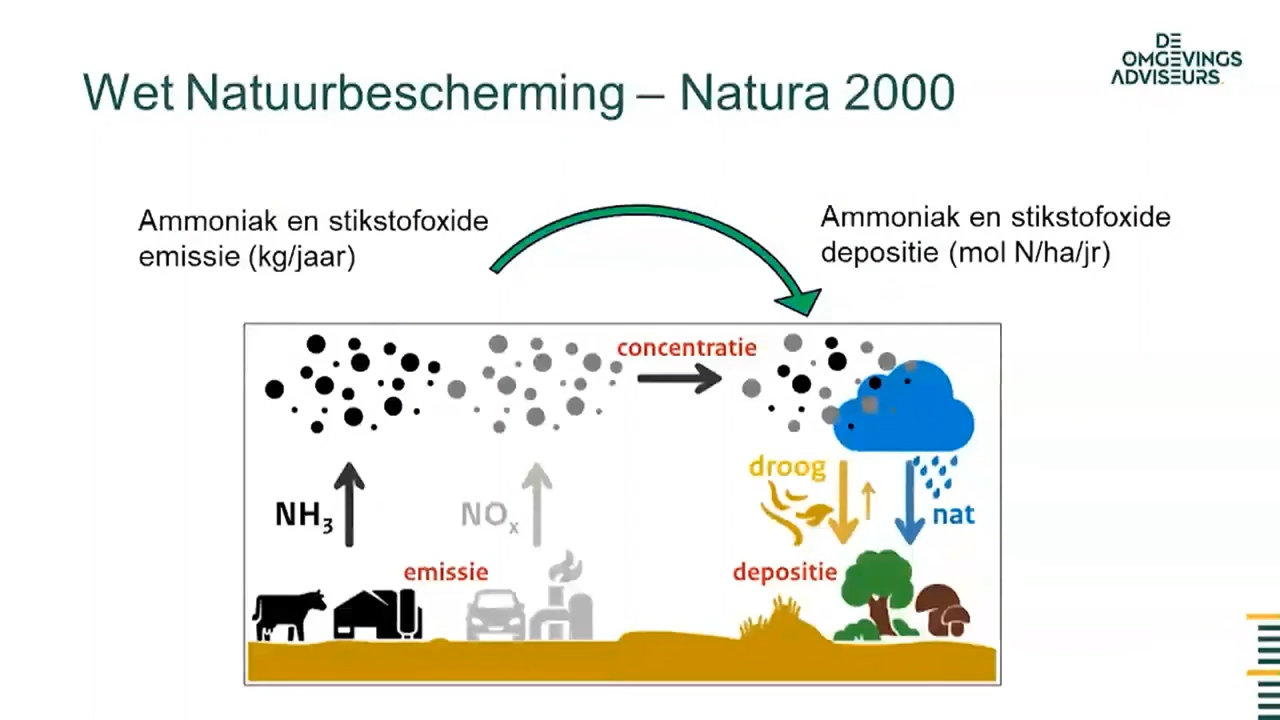 DE
OMGEVINGS
ADVISEURS.
Wet Natuurbescherming – Natura 2000
Ammoniak en stikstofoxide
emissie (kg/jaar)
Ammoniak en stikstofoxide
depositie (mol N/ha/jr)
concentratie
droog
NH₃
NOₓ
nat
emissie
depositie